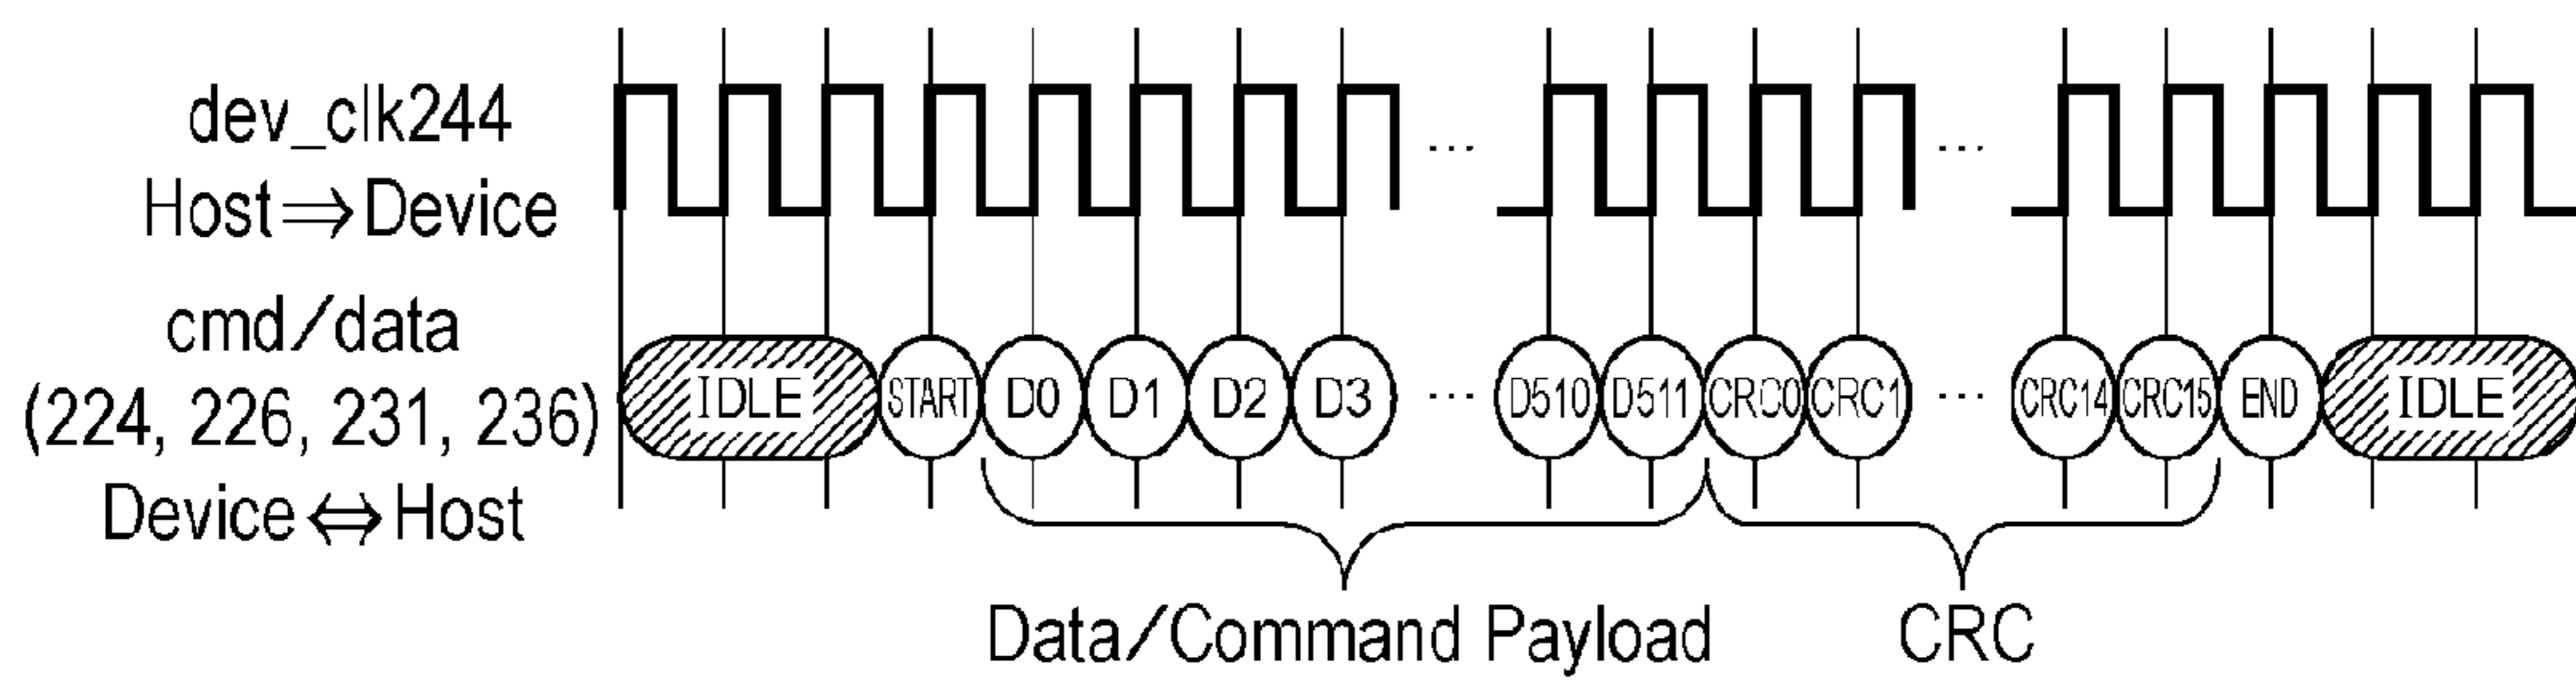 dev_clk244
Host⇒Device
cmd/data
(224, 226, 231, 236)
Device⇔Host
IDLE START D0 D1 D2 D3 ... D510 D511 CRC0 CRC1 ... CRC14 CRC15 END IDLE
Data/Command Payload CRC